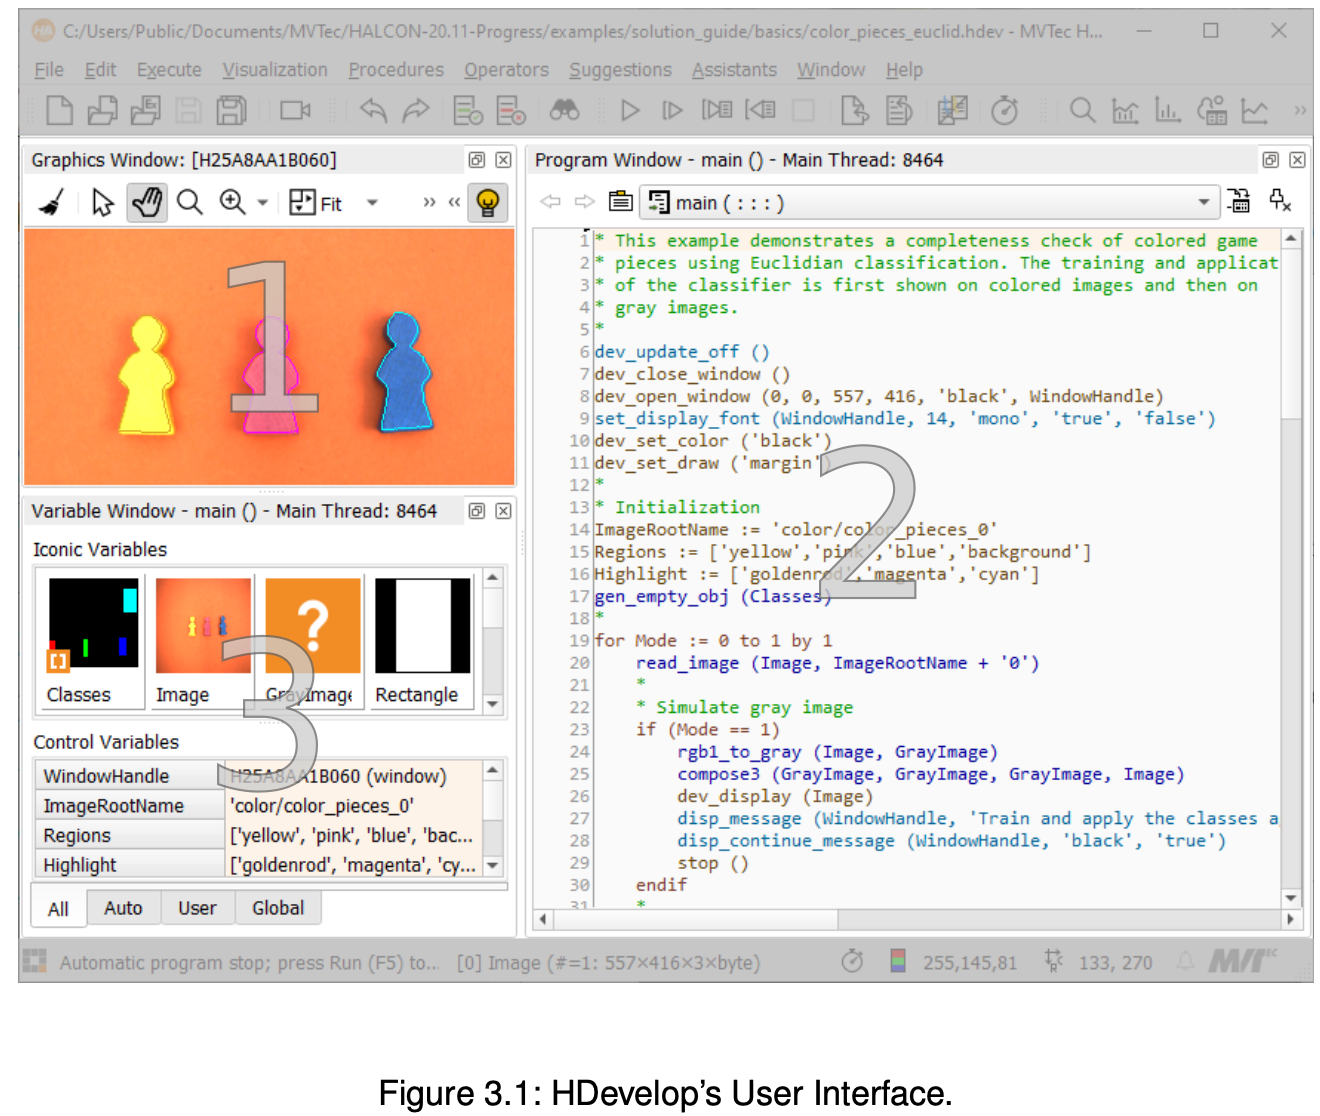 C:/Users/Public/Documents/MVTec/HALCON-20.11-Progress/examples/solution_guide/basics/color_pieces_euclid.hdev - MVTec H...
File Edit Execute Visualization Procedures Operators Suggestions Assistants Window Help
Graphics Window: [H25A8AA1B060]
Fit
1
Variable Window - main () - Main Thread: 8464
Iconic Variables
Classes Image GrayImage Rectangle
3
Control Variables
WindowHandle H25A8AA1B060 (window)
ImageRootName 'color/color_pieces_0'
Regions ['yellow', 'pink', 'blue', 'bac...
Highlight ['goldenrod', 'magenta', 'cy...
All Auto User Global
Program Window - main () - Main Thread: 8464
main ( : : : )
1 * This example demonstrates a completeness check of colored game
2 * pieces using Euclidian classification. The training and applicat
3 * of the classifier is first shown on colored images and then on
4 * gray images.
5 *
6 dev_update_off ()
7 dev_close_window ()
8 dev_open_window (0, 0, 557, 416, 'black', WindowHandle)
9 set_display_font (WindowHandle, 14, 'mono', 'true', 'false')
10 dev_set_color ('black')
11 dev_set_draw ('margin')
12 *
13 * Initialization
14 ImageRootName := 'color/color_pieces_0'
15 Regions := ['yellow','pink','blue','background']
16 Highlight := ['goldenrod','magenta','cyan']
17 gen_empty_obj (Classes)
18 *
19 for Mode := 0 to 1 by 1
20 read_image (Image, ImageRootName + '0')
21 *
22 * Simulate gray image
23 if (Mode == 1)
24 rgb1_to_gray (Image, GrayImage)
25 compose3 (GrayImage, GrayImage, GrayImage, Image)
26 dev_display (Image)
27 disp_message (WindowHandle, 'Train and apply the classes a
28 disp_continue_message (WindowHandle, 'black', 'true')
29 stop ()
30 endif
31 *
2
Automatic program stop; press Run (F5) to... [0] Image (#=1: 557×416×3×byte) 255,145,81 133, 270 MVTec
Figure 3.1: HDevelop's User Interface.